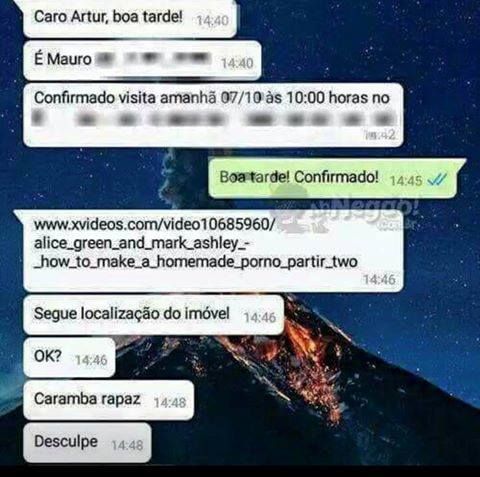 Caro Artur, boa tarde! 14:40
É Mauro 14:40
Confirmado visita amanhã 07/10 às 10:00 horas no
Boa tarde! Confirmado! 14:45
www.xvideos.com/video10685960/
alice_green_and_mark_ashley_-
_how_to_make_a_homemade_porno_partir_two
14:46
Segue localização do imóvel 14:46
OK? 14:46
Caramba rapaz 14:48
Desculpe 14:48